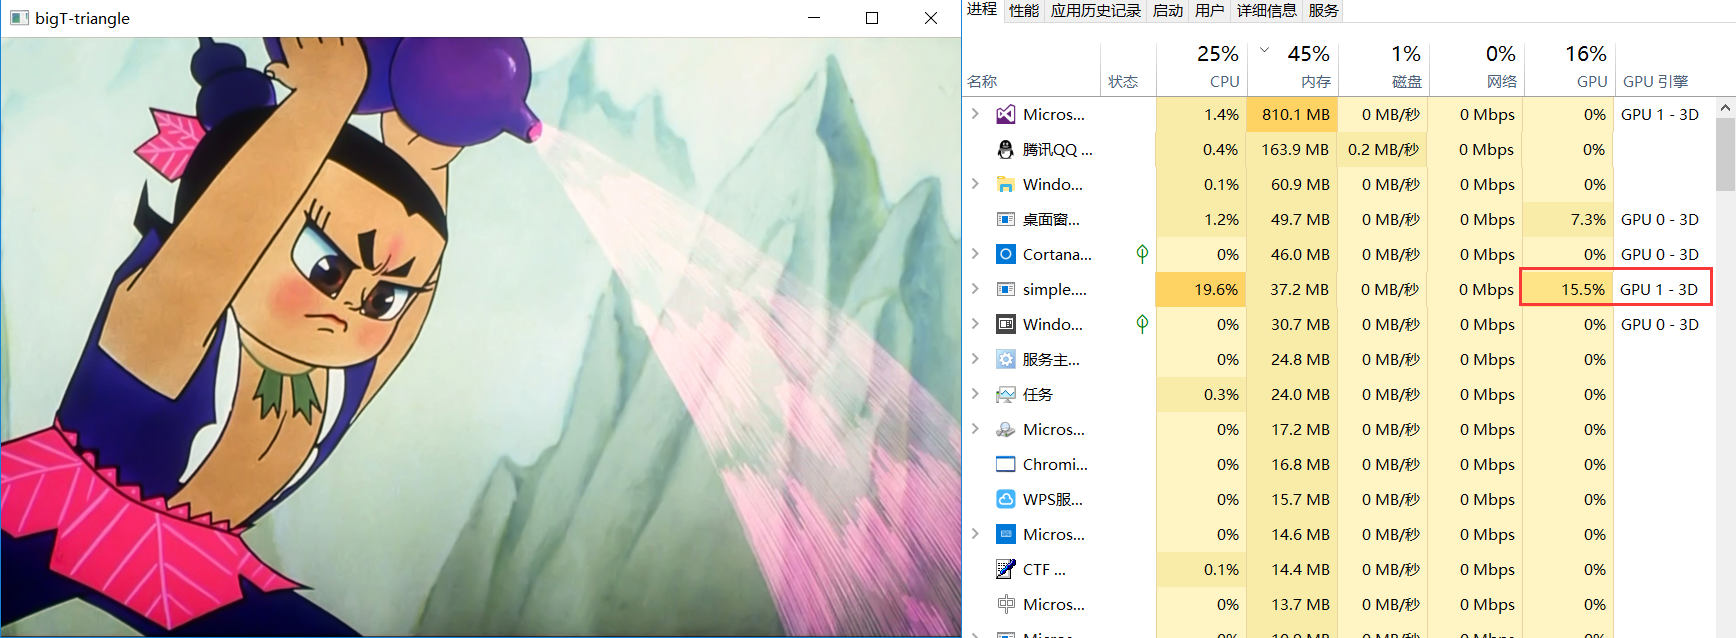 bigT-triangle
进程 性能 应用历史记录 启动 用户 详细信息 服务
25% 45% 1% 0% 16%
名称 状态 CPU 内存 磁盘 网络 GPU GPU 引擎
Micros... 1.4% 810.1 MB 0 MB/秒 0 Mbps 0% GPU 1 - 3D
腾讯QQ ... 0.4% 163.9 MB 0.2 MB/秒 0 Mbps 0%
Windo... 0.1% 60.9 MB 0 MB/秒 0 Mbps 0%
桌面窗... 1.2% 49.7 MB 0 MB/秒 0 Mbps 7.3% GPU 0 - 3D
Cortana... 0% 46.0 MB 0 MB/秒 0 Mbps 0% GPU 0 - 3D
simple.... 19.6% 37.2 MB 0 MB/秒 0 Mbps 15.5% GPU 1 - 3D
Windo... 0% 30.7 MB 0 MB/秒 0 Mbps 0% GPU 0 - 3D
服务主... 0% 24.8 MB 0 MB/秒 0 Mbps 0%
任务 0.3% 24.0 MB 0 MB/秒 0 Mbps 0%
Micros... 0% 17.2 MB 0 MB/秒 0 Mbps 0%
Chromi... 0% 16.8 MB 0 MB/秒 0 Mbps 0%
WPS服... 0% 15.7 MB 0 MB/秒 0 Mbps 0%
Micros... 0% 14.6 MB 0 MB/秒 0 Mbps 0%
CTF ... 0.1% 14.4 MB 0 MB/秒 0 Mbps 0%
Micros... 0% 13.7 MB 0 MB/秒 0 Mbps 0%